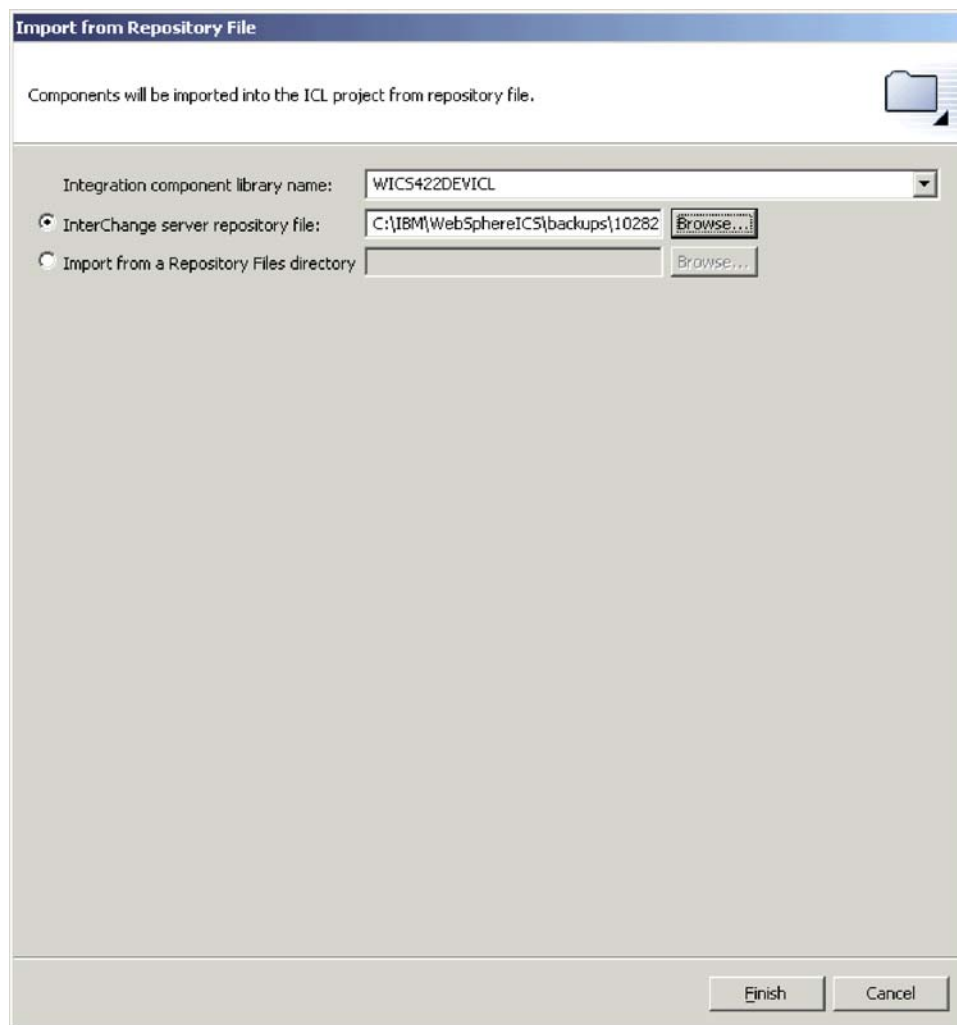 Import from Repository File
Components will be imported into the ICL project from repository file.
Integration component library name: WICS422DEVICL
InterChange server repository file: C:\IBM\WebSphereICS\backups\10282 Browse...
Import from a Repository Files directory Browse...
Finish Cancel